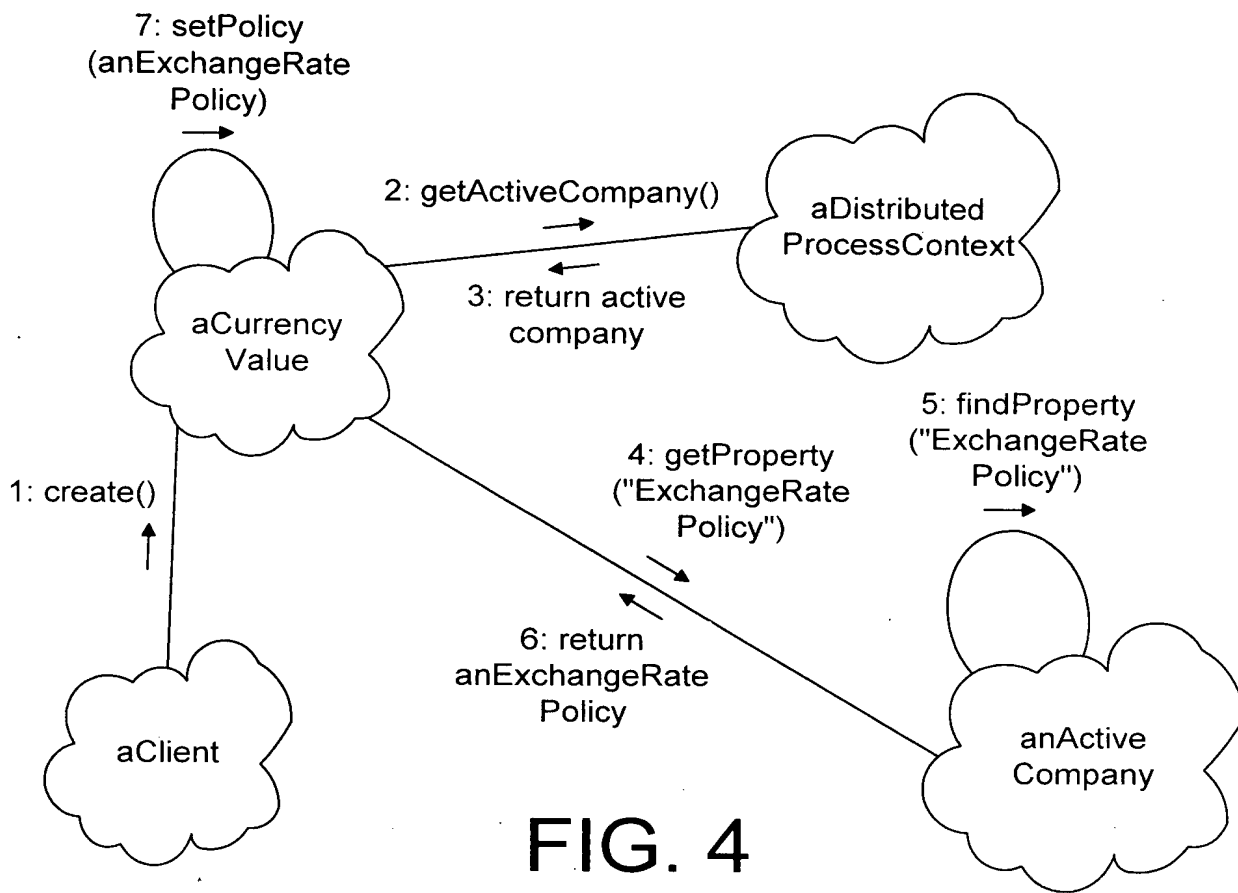 7: setPolicy
(anExchangeRate
Policy)
2: getActiveCompany()
aDistributed
ProcessContext
3: return active
company
aCurrency
Value
5: findProperty
("ExchangeRate
Policy")
4: getProperty
("ExchangeRate
Policy")
1: create()
6: return
anExchangeRate
Policy
aClient
anActive
Company
FIG. 4